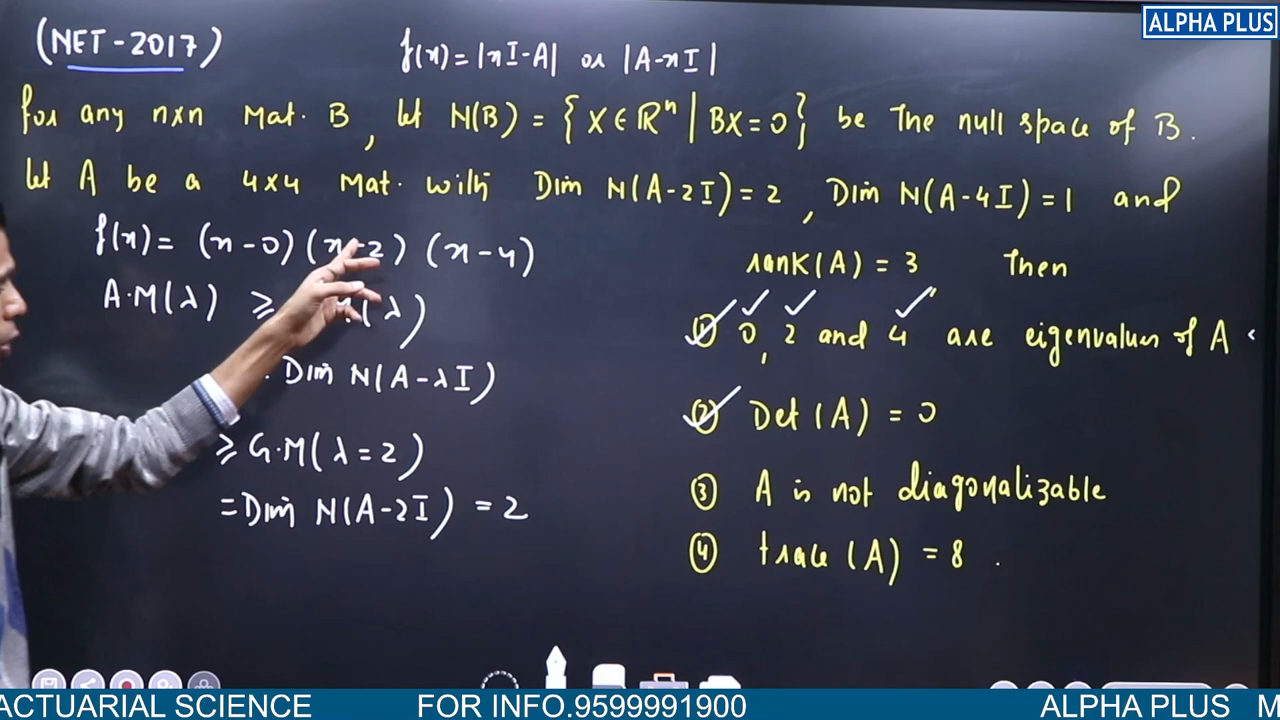 ALPHA PLUS
(NET-2017)
f(x) = |xI-A| or |A-xI|
for any nxn Mat. B, let N(B) = {X ∈ ℝⁿ | BX=0} be The null space of B.
let A be a 4x4 Mat. with Dim N(A-2I)=2, Dim N(A-4I)=1 and
rank(A) = 3 Then
f(x) = (x-0)(x-2)(x-4)
A.M(λ) ≥ (λ)
Dim N(A-λI)
≥ G.M(λ=2)
=Dim N(A-2I) = 2
① 0, 2 and 4 are eigenvalues of A
② Det(A) = 0
③ A is not diagonalizable
④ trace(A) = 8.
ACTUARIAL SCIENCE FOR INFO.9599991900 ALPHA PLUS M